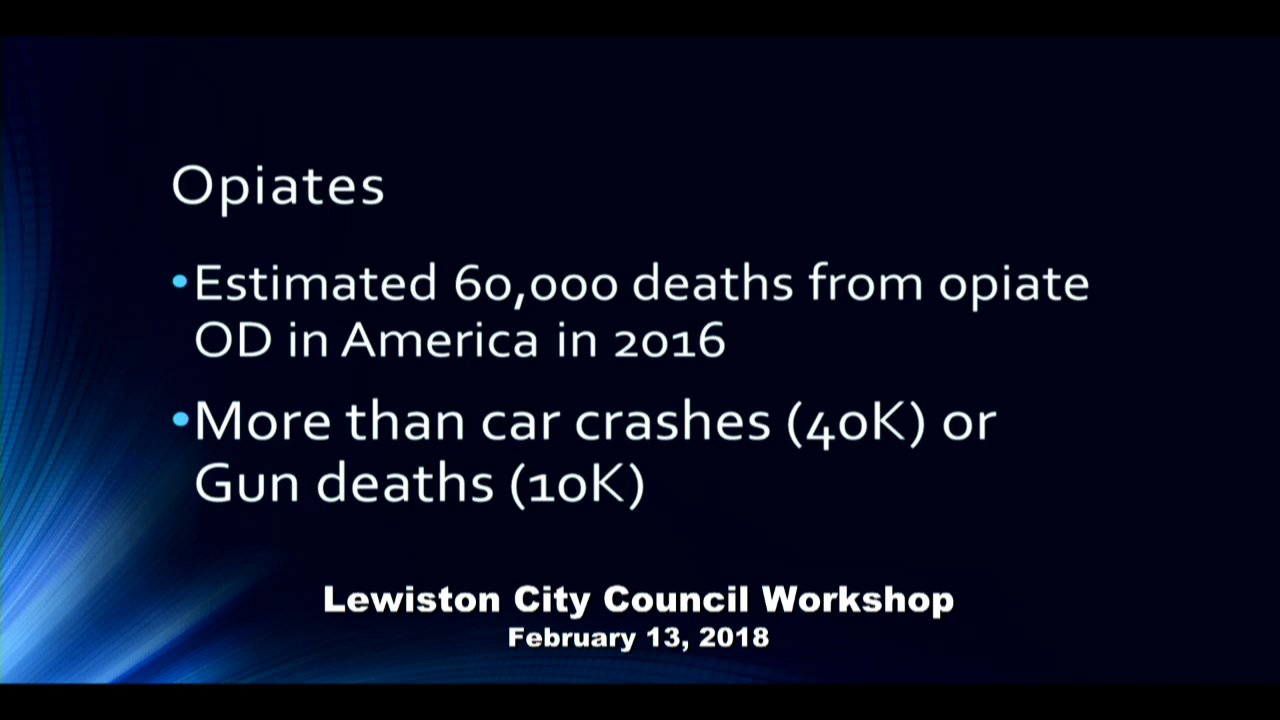 Opiates
•Estimated 60,000 deaths from opiate
OD in America in 2016
•More than car crashes (40K) or
Gun deaths (10K)
Lewiston City Council Workshop
February 13, 2018